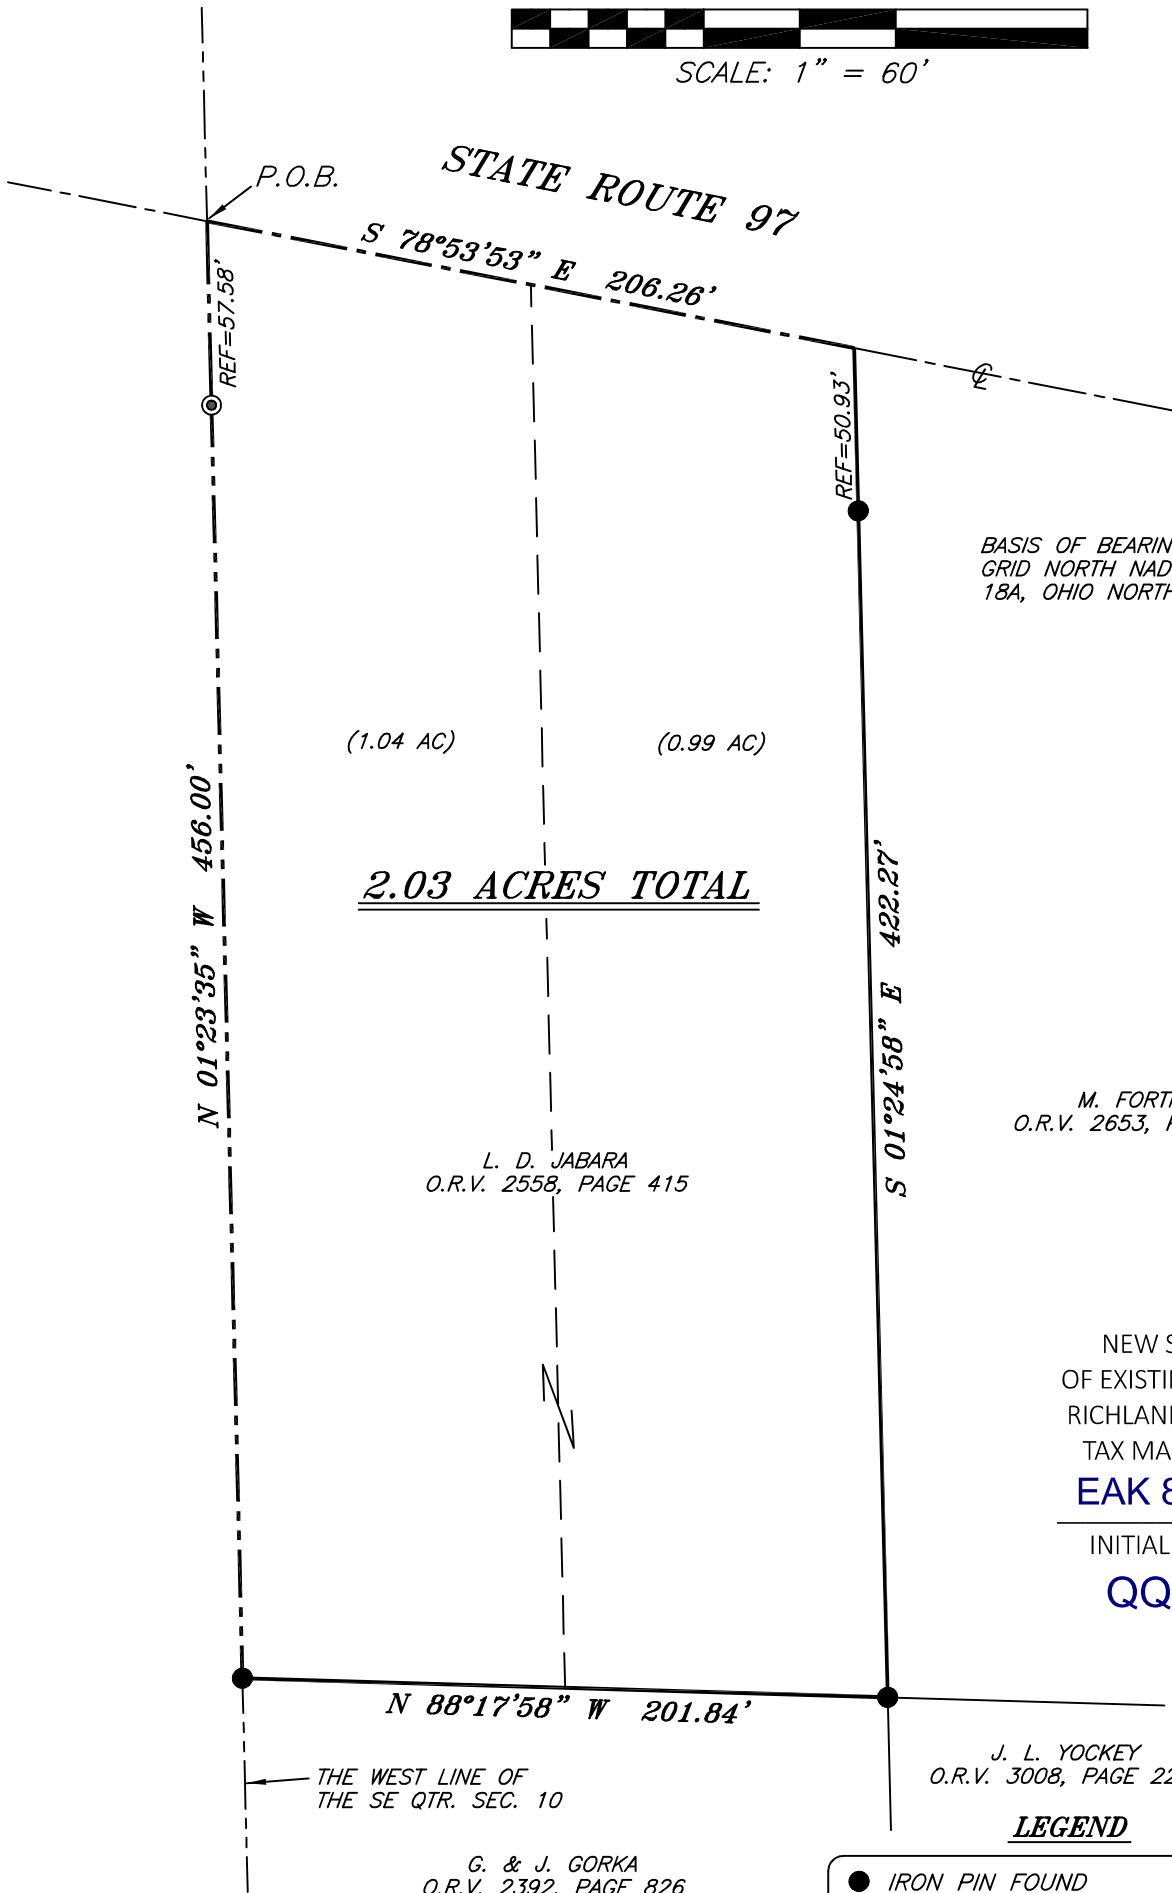 SCALE: 1" = 60'
P.O.B.
STATE ROUTE 97
S 78°53'53" E 206.26'
REF=57.58'
REF=50.93'
℄
BASIS OF BEARIN
GRID NORTH NAD
18A, OHIO NORTH
(1.04 AC)
(0.99 AC)
N 01°23'35" W 456.00'
2.03 ACRES TOTAL
S 01°24'58" E 422.27'
M. FORT
O.R.V. 2653,
L. D. JABARA
O.R.V. 2558, PAGE 415
NEW S
OF EXISTI
RICHLAN
TAX MA
EAK 8
INITIAL
QQ
N 88°17'58" W 201.84'
THE WEST LINE OF
THE SE QTR. SEC. 10
J. L. YOCKEY
O.R.V. 3008, PAGE 22
LEGEND
G. & J. GORKA
O.R.V. 2392, PAGE 826
IRON PIN FOUND